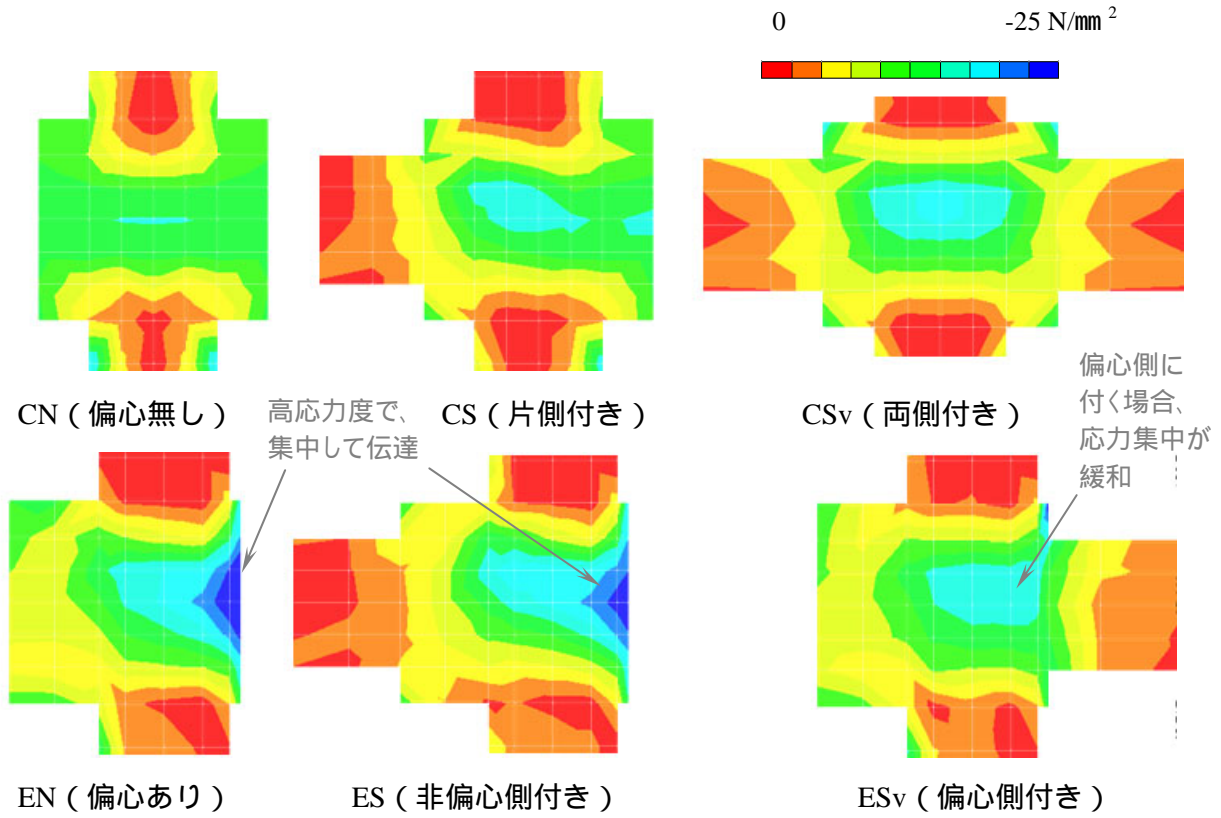 0 -25 N/㎜ 2
CN ( 偏心無し )
CS ( 片側付き )
CSv ( 両側付き )
高応力度で、
集中して伝達
偏心側に
付く場合、
応力集中が
緩和
EN ( 偏心あり )
ES ( 非偏心側付き )
ESv ( 偏心側付き )